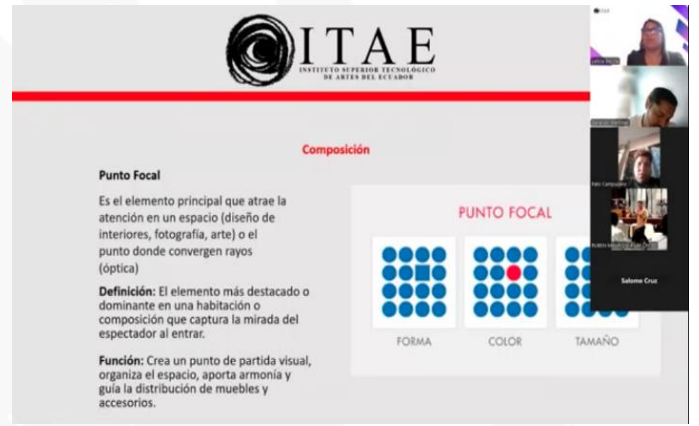 ITAE
INSTITUTO SUPERIOR TECNOLÓGICO
DE ARTES DEL ECUADOR
Composición
Punto Focal
Es el elemento principal que atrae la
atención en un espacio (diseño de
interiores, fotografía, arte) o el
punto donde convergen rayos
(óptica)
Definición: El elemento más destacado o
dominante en una habitación o
composición que captura la mirada del
espectador al entrar.
Función: Crea un punto de partida visual,
organiza el espacio, aporta armonía y
guía la distribución de muebles y
accesorios.
PUNTO FOCAL
FORMA
COLOR
TAMAÑO
Salome Cruz